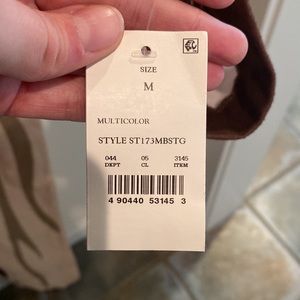 SIZE
M
MULTICOLOR
STYLE ST173MBSTG
044 05 3145
DEPT CL ITEM
4 90440 53145 3